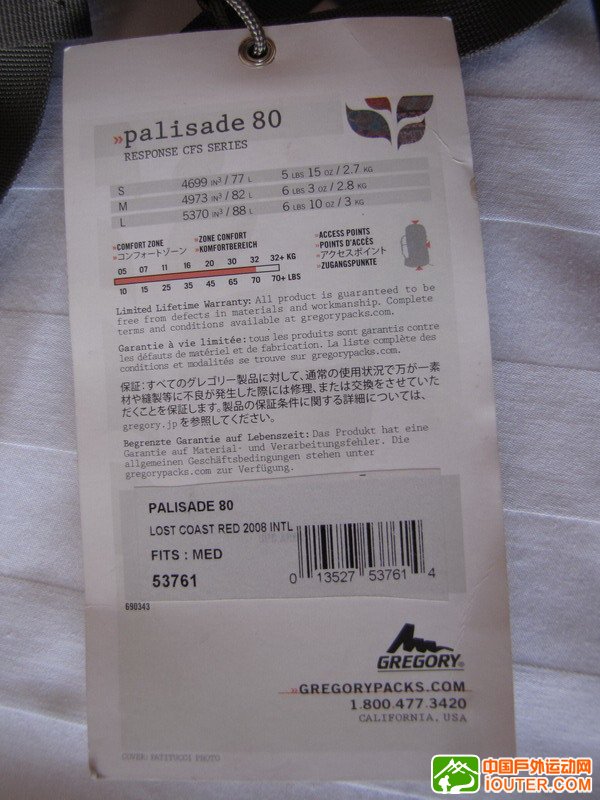 »palisade 80
RESPONSE CFS SERIES
S 4699 IN³ / 77 L 5 LBS 15 OZ / 2.7 KG
M 4973 IN³ / 82 L 6 LBS 3 OZ / 2.8 KG
L 5370 IN³ / 88 L 6 LBS 10 OZ / 3 KG
»COMFORT ZONE »ZONE CONFORT
»コンフォートゾーン »KOMFORTBEREICH
»ACCESS POINTS
»POINTS D'ACCÈS
»アクセスポイント
»ZUGANGSPUNKTE
05 07 11 16 20 30 32 32+ KG
10 15 25 35 45 65 70 70+ LBS
Limited Lifetime Warranty: All product is guaranteed to be
free from defects in materials and workmanship. Complete
terms and conditions available at gregorypacks.com.
Garantie à vie limitée: tous les produits sont garantis contre
les défauts de matériel et de fabrication. La liste complète des
conditions et modalités se trouve sur gregorypacks.com.
保証:すべてのグレゴリー製品に対して、通常の使用状況で万が一素
材や縫製等に不良が発生した際には修理、または交換をさせていた
だくことを保証します。製品の保証条件に関する詳細については、
gregory.jpを参照してください。
Begrenzte Garantie auf Lebenszeit: Das Produkt hat eine
Garantie auf Material- und Verarbeitungsfehler. Die
allgemeinen Geschäftsbedingungen stehen unter
gregorypacks.com zur Verfügung.
PALISADE 80
LOST COAST RED 2008 INTL
FITS : MED
53761
0 13527 53761 4
690343
GREGORY
»GREGORYPACKS.COM
1.800.477.3420
CALIFORNIA, USA
COVER: PATITUCCI PHOTO
中国户外运动网
iOUTER.COM